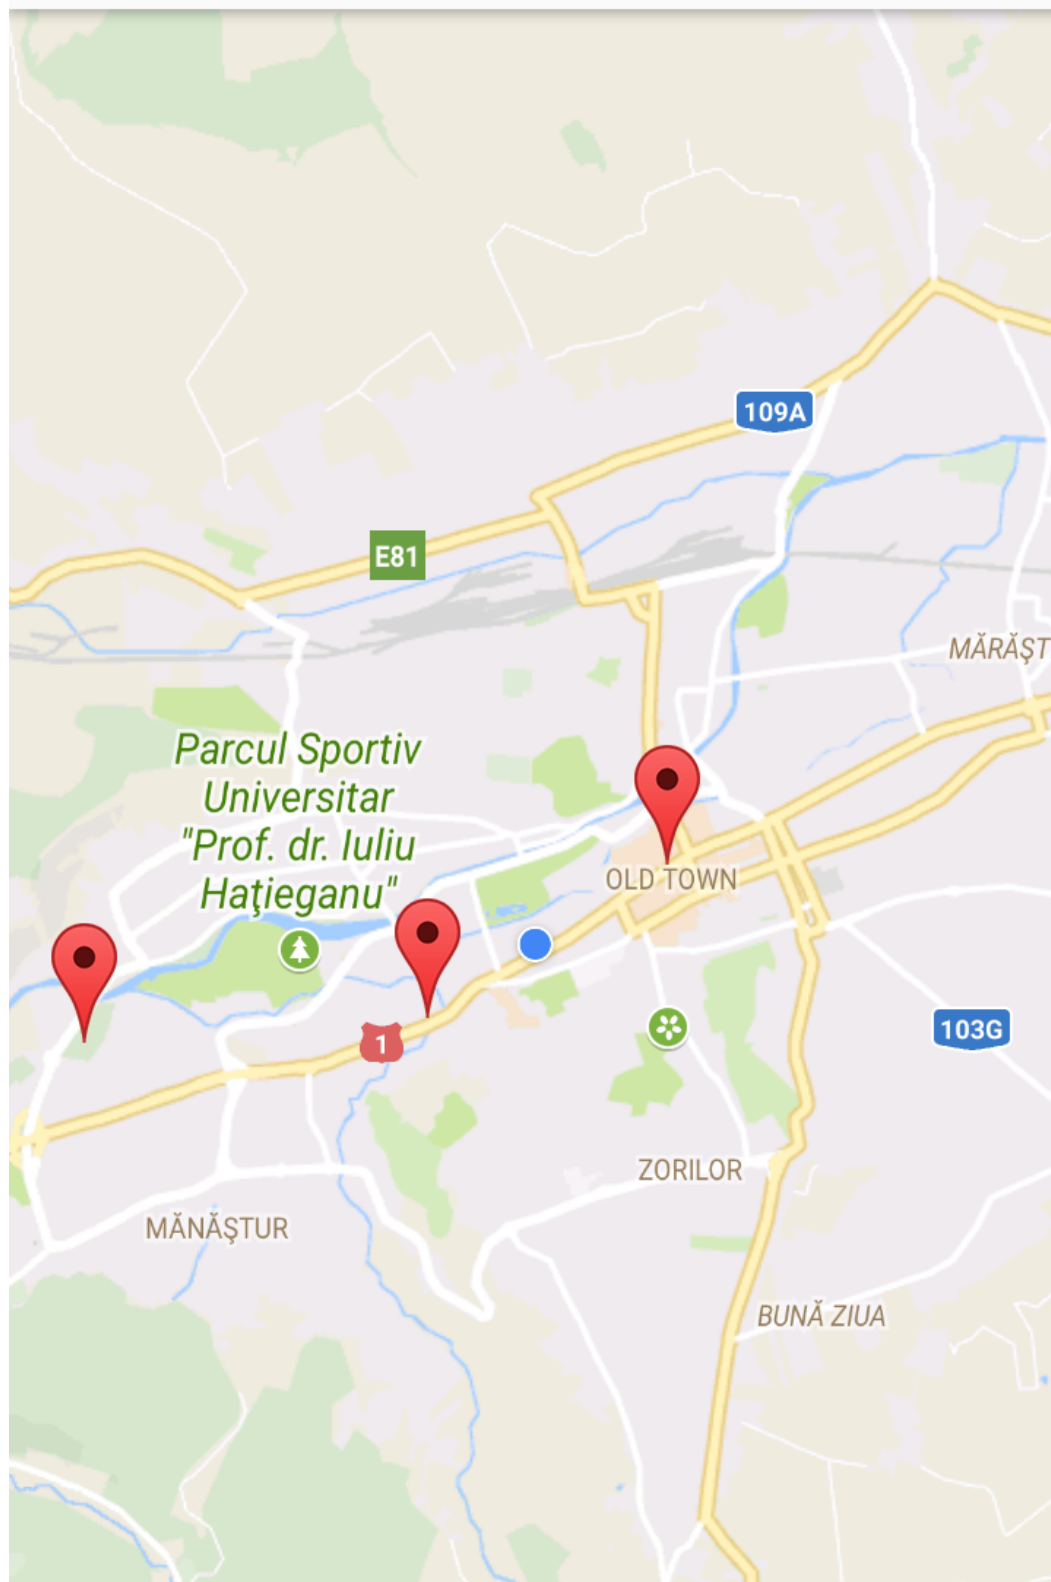 109A
E81
MĂRĂŞT
Parcul Sportiv
Universitar
"Prof. dr. Iuliu
Haţieganu"
OLD TOWN
1
103G
ZORILOR
MĂNĂŞTUR
BUNĂ ZIUA